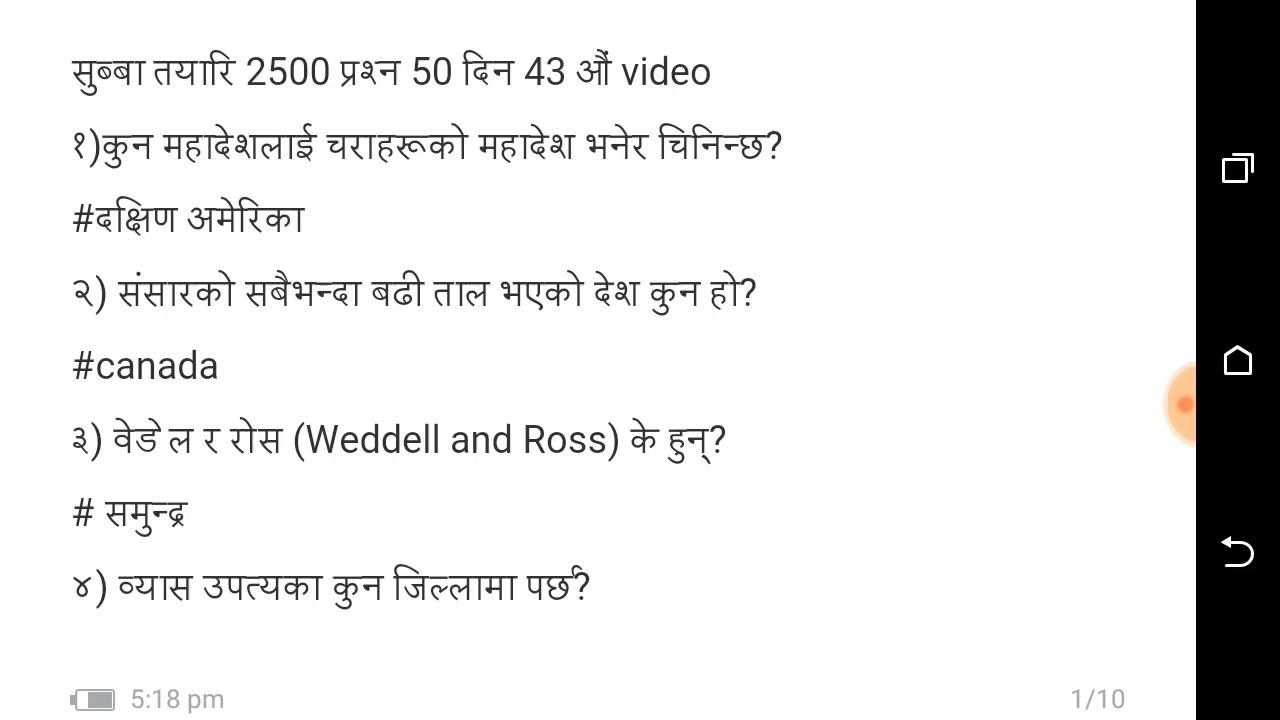 सुब्बा तयारि 2500 प्रश्न 50 दिन 43 औं video
१)कुन महादेशलाई चराहरूको महादेश भनेर चिनिन्छ?
#दक्षिण अमेरिका
२) संसारको सबैभन्दा बढी ताल भएको देश कुन हो?
#canada
३) वेडेल र रोस (Weddell and Ross) के हुन्?
# समुन्द्र
४) व्यास उपत्यका कुन जिल्लामा पर्छ?
5:18 pm 1/10